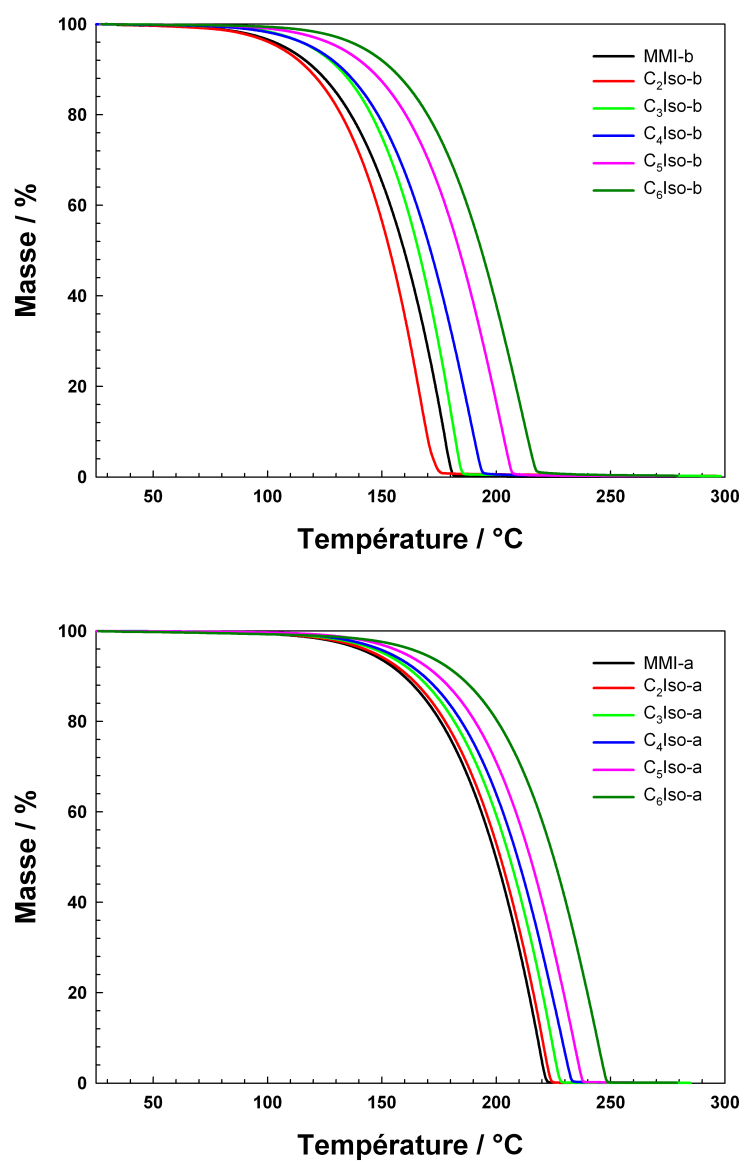 100
80
60
40
20
0
Masse / %
MMI-b
C₂Iso-b
C₃Iso-b
C₄Iso-b
C₅Iso-b
C₆Iso-b
50 100 150 200 250 300
Température / °C
100
80
60
40
20
0
Masse / %
MMI-a
C₂Iso-a
C₃Iso-a
C₄Iso-a
C₅Iso-a
C₆Iso-a
50 100 150 200 250 300
Température / °C